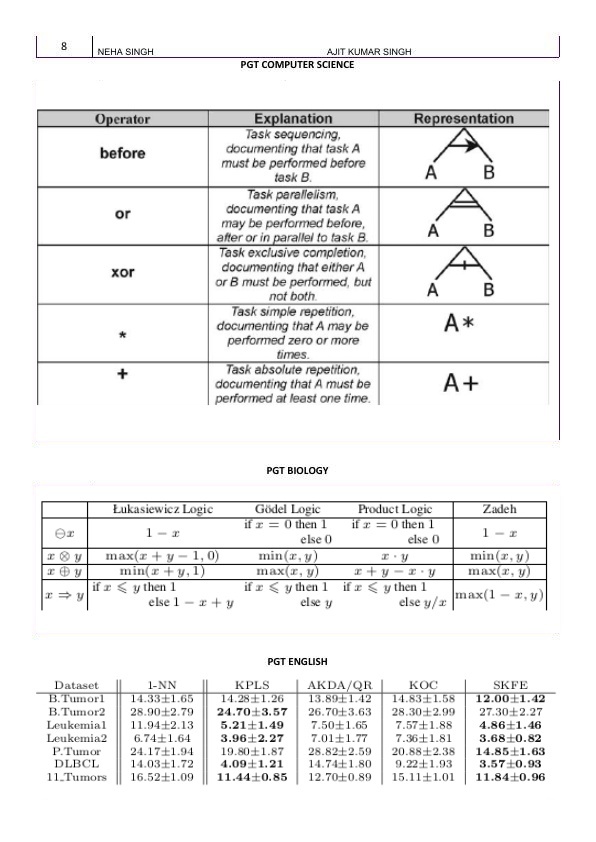 8
NEHA SINGH AJIT KUMAR SINGH
PGT COMPUTER SCIENCE
Operator Explanation Representation
before
Task sequencing,
documenting that task A
must be performed before
task B.
A B
or
Task parallelism,
documenting that task A
may be performed before,
after or in parallel to task B.
A B
xor
Task exclusive completion,
documenting that either A
or B must be performed, but
not both.
A B
*
Task simple repetition,
documenting that A may be
performed zero or more
times.
A*
+
Task absolute repetition,
documenting that A must be
performed at least one time.
A+
PGT BIOLOGY
Łukasiewicz Logic Gödel Logic Product Logic Zadeh
⊖x 1 − x if x = 0 then 1 else 0 if x = 0 then 1 else 0 1 − x
x ⊗ y max(x + y − 1, 0) min(x, y) x · y min(x, y)
x ⊕ y min(x + y, 1) max(x, y) x + y − x · y max(x, y)
x ⇒ y if x ⩽ y then 1 else 1 − x + y if x ⩽ y then 1 else y if x ⩽ y then 1 else y/x max(1 − x, y)
PGT ENGLISH
Dataset 1-NN KPLS AKDA/QR KOC SKFE
B.Tumor1 14.33±1.65 14.28±1.26 13.89±1.42 14.83±1.58 12.00±1.42
B.Tumor2 28.90±2.79 24.70±3.57 26.70±3.63 28.30±2.99 27.30±2.27
Leukemia1 11.94±2.13 5.21±1.49 7.50±1.65 7.57±1.88 4.86±1.46
Leukemia2 6.74±1.64 3.96±2.27 7.01±1.77 7.36±1.81 3.68±0.82
P.Tumor 24.17±1.94 19.80±1.87 28.82±2.59 20.88±2.38 14.85±1.63
DLBCL 14.03±1.72 4.09±1.21 14.74±1.80 9.22±1.93 3.57±0.93
11_Tumors 16.52±1.09 11.44±0.85 12.70±0.89 15.11±1.01 11.84±0.96